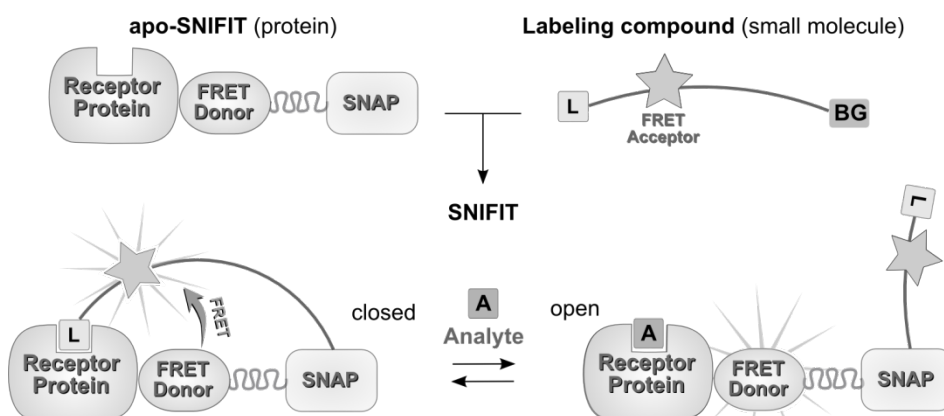 apo-SNIFIT (protein)
Labeling compound (small molecule)
Receptor
Protein
FRET
Donor
SNAP
L
FRET
Acceptor
BG
SNIFIT
L
FRET
closed
A
Analyte
open
L
A
Receptor
Protein
FRET
Donor
SNAP
Receptor
Protein
FRET
Donor
SNAP